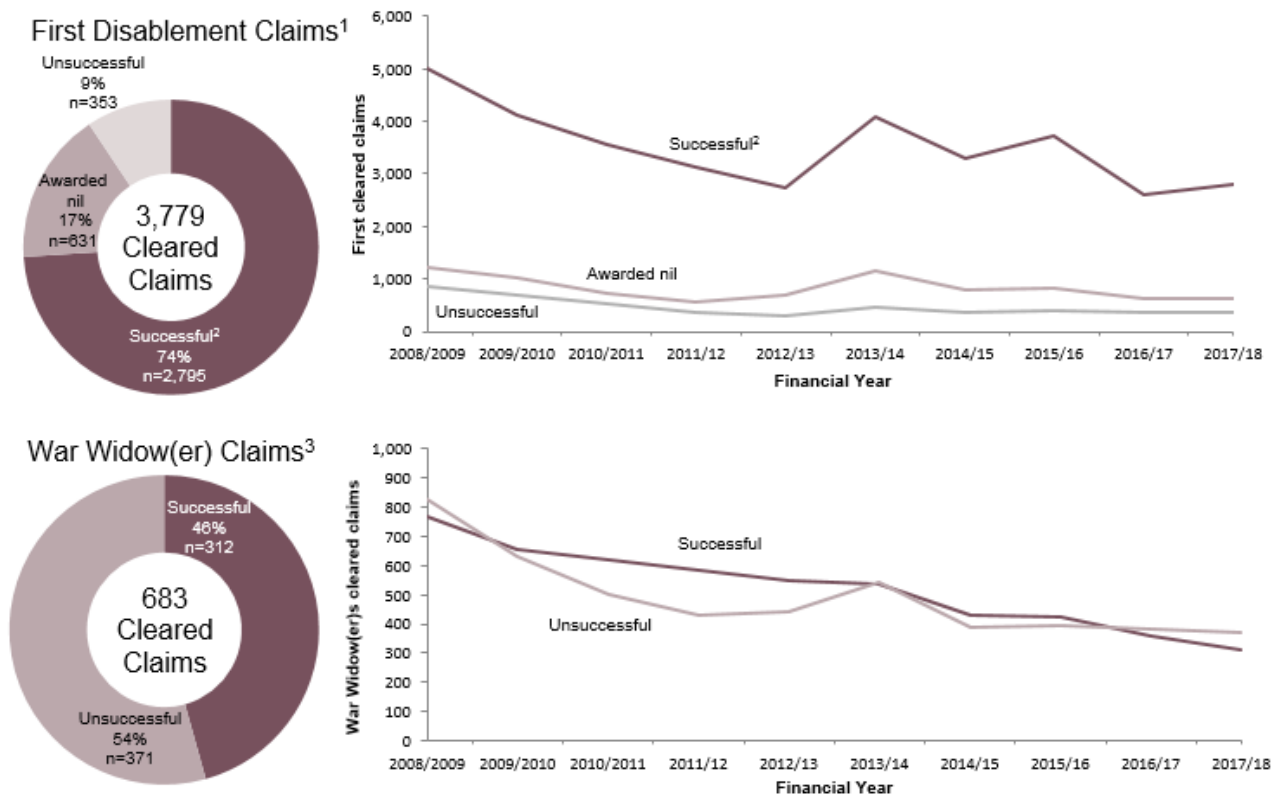 First Disablement Claims¹
Unsuccessful
9%
n=353
Awarded
nil
17%
n=631
3,779
Cleared
Claims
Successful²
74%
n=2,795
First cleared claims
6,000
5,000
4,000
3,000
2,000
1,000
0
Successful²
Awarded nil
Unsuccessful
2008/2009
2009/2010
2010/2011
2011/12
2012/13
2013/14
2014/15
2015/16
2016/17
2017/18
Financial Year
War Widow(er) Claims³
Successful
46%
n=312
683
Cleared
Claims
Unsuccessful
54%
n=371
War Widow(er)s cleared claims
1,000
900
800
700
600
500
400
300
200
100
0
Successful
Unsuccessful
2008/2009
2009/2010
2010/2011
2011/12
2012/13
2013/14
2014/15
2015/16
2016/17
2017/18
Financial Year